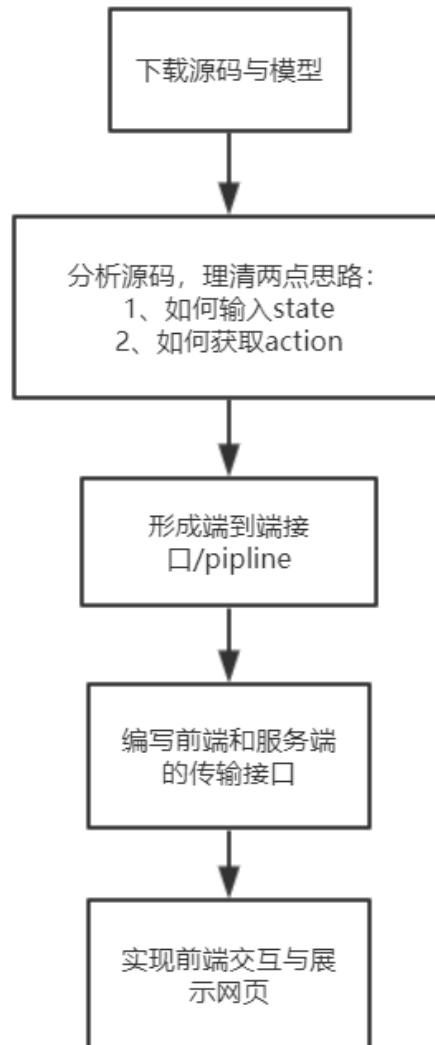 下载源码与模型
分析源码，理清两点思路：
1、如何输入state
2、如何获取action
形成端到端接
口/pipline
编写前端和服务端
的传输接口
实现前端交互与展
示网页